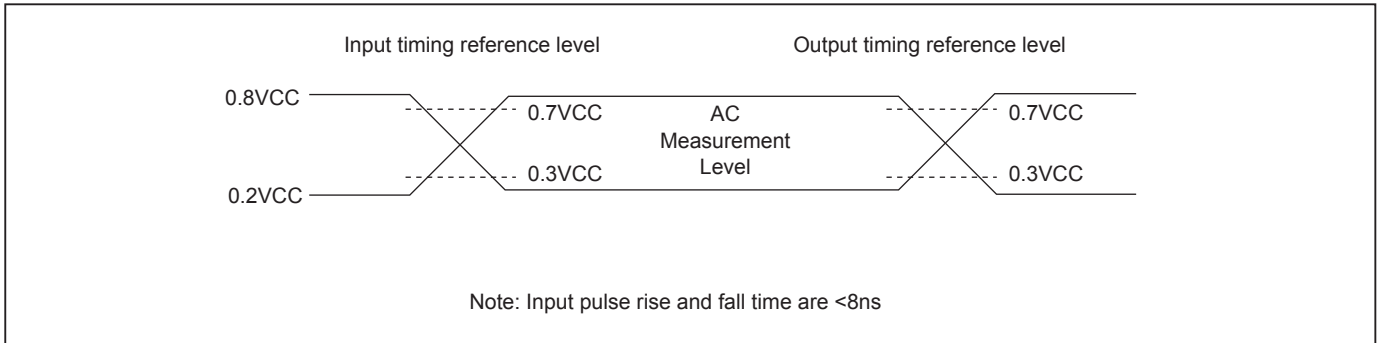 Input timing reference level
Output timing reference level
0.8VCC
0.7VCC
AC
Measurement
Level
0.7VCC
0.3VCC
0.3VCC
0.2VCC
Note: Input pulse rise and fall time are <8ns